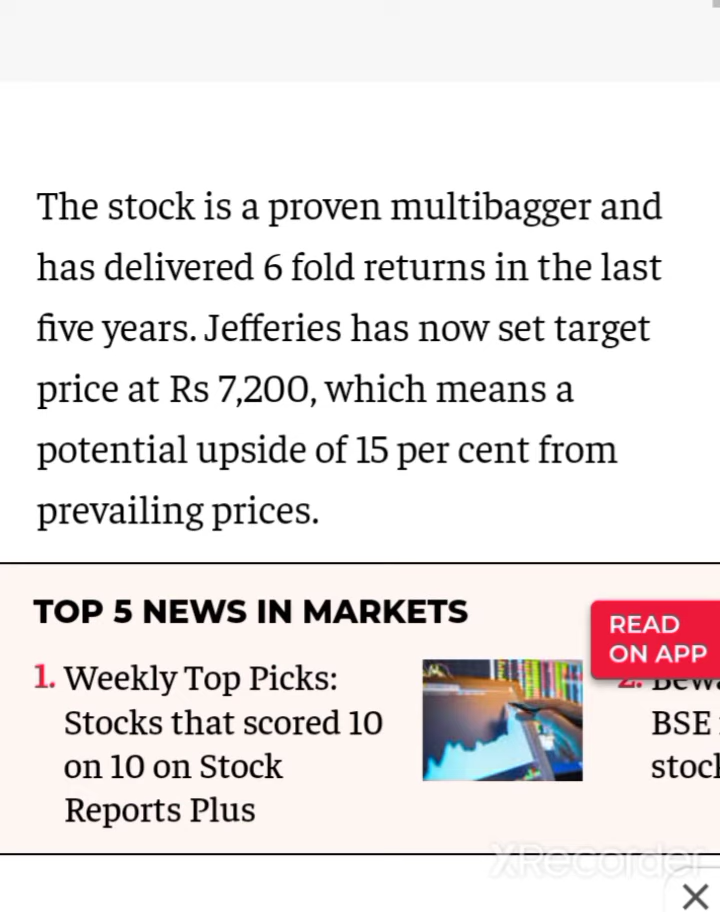 The stock is a proven multibagger and
has delivered 6 fold returns in the last
five years. Jefferies has now set target
price at Rs 7,200, which means a
potential upside of 15 per cent from
prevailing prices.
TOP 5 NEWS IN MARKETS
READ
ON APP
1. Weekly Top Picks:
Stocks that scored 10
on 10 on Stock
Reports Plus
2.
BSE
XRecorder